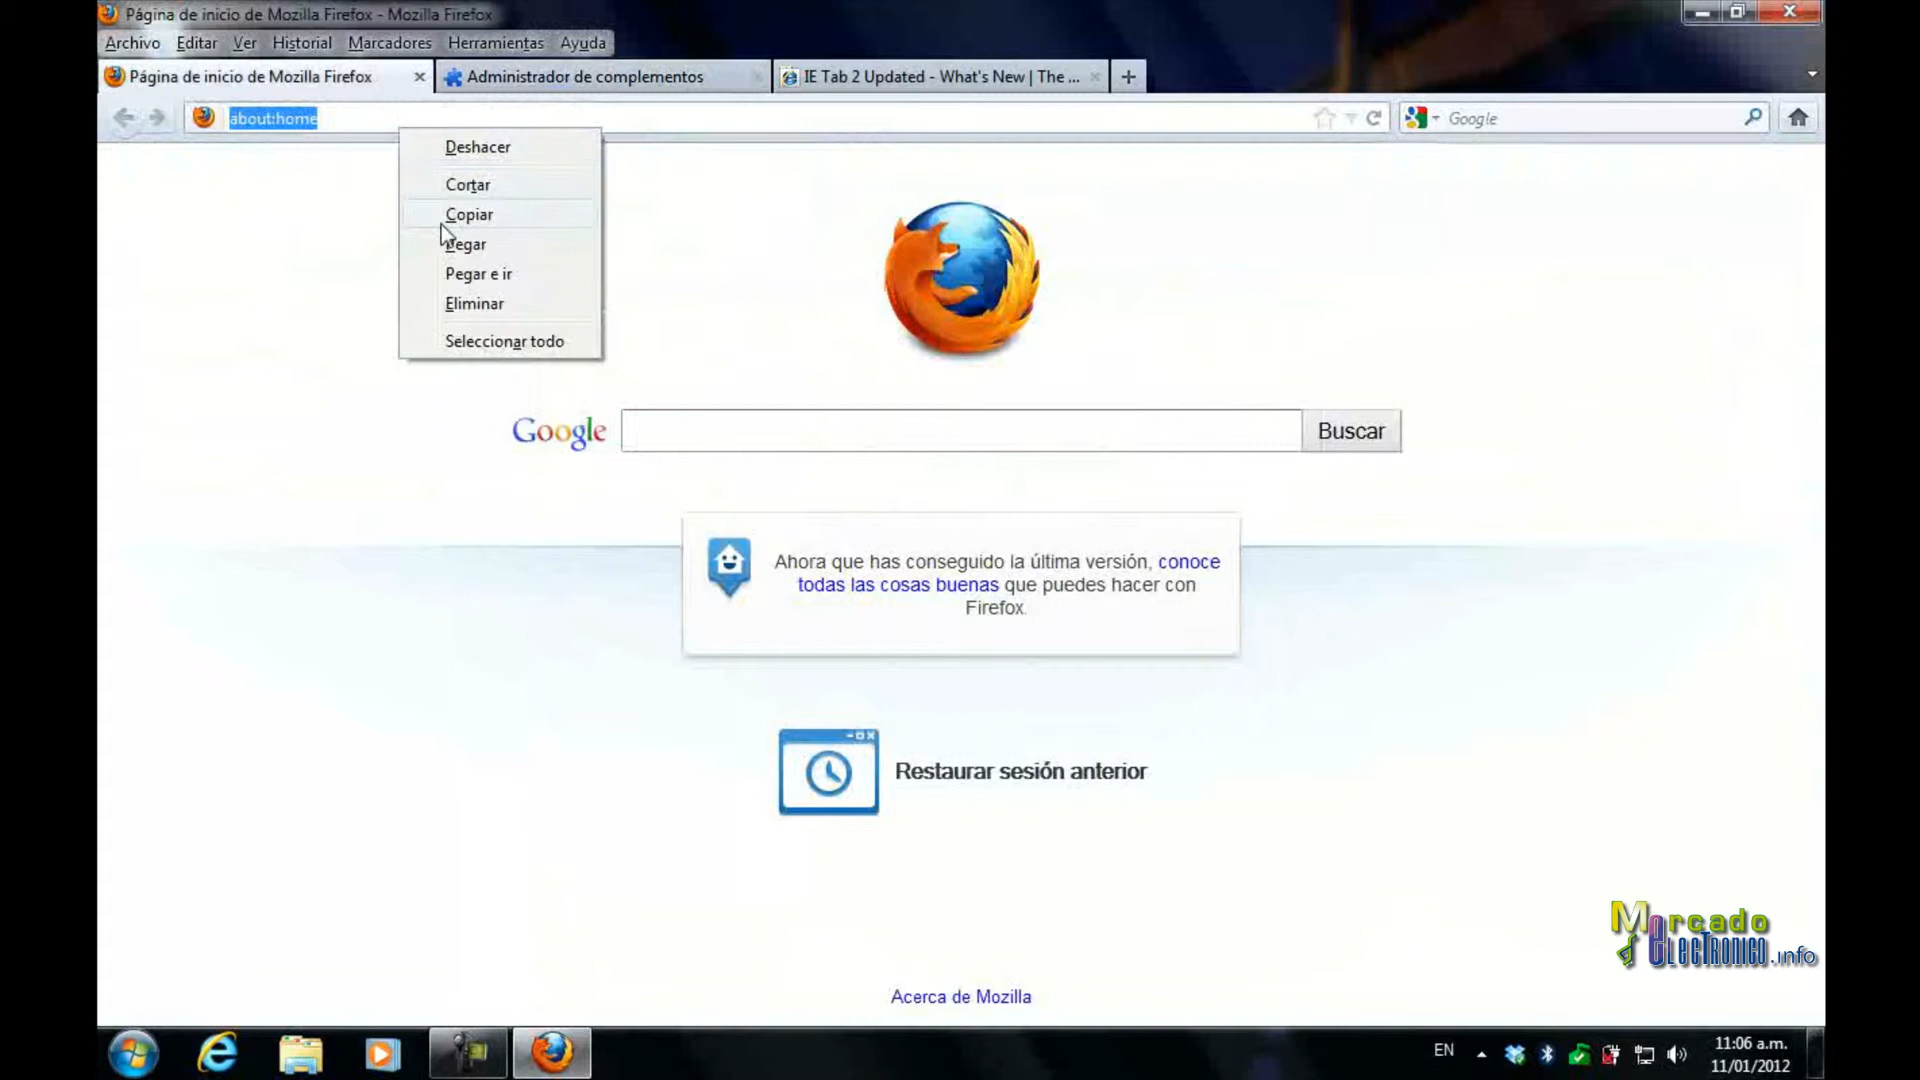 Página de inicio de Mozilla Firefox - Mozilla Firefox
Archivo Editar Ver Historial Marcadores Herramientas Ayuda
Página de inicio de Mozilla Firefox
Administrador de complementos
IE Tab 2 Updated - What's New | The ...
about:home
Google
Deshacer
Cortar
Copiar
Pegar
Pegar e ir
Eliminar
Seleccionar todo
Google
Buscar
Ahora que has conseguido la última versión, conoce
todas las cosas buenas que puedes hacer con
Firefox.
Restaurar sesión anterior
Mercado
Electronico.info
Acerca de Mozilla
EN
11:06 a.m.
11/01/2012